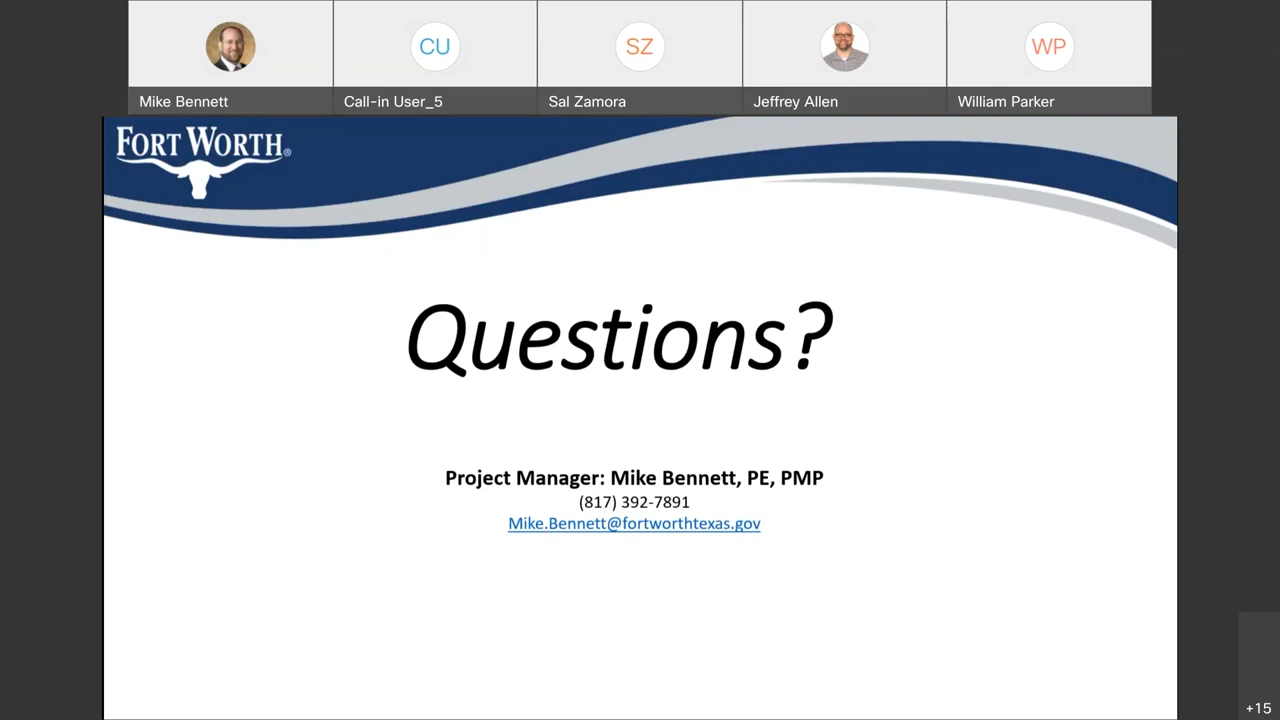 CU
SZ
WP
Mike Bennett
Call-in User_5
Sal Zamora
Jeffrey Allen
William Parker
FORT WORTH®
Questions?
Project Manager: Mike Bennett, PE, PMP
(817) 392-7891
Mike.Bennett@fortworthtexas.gov
+15